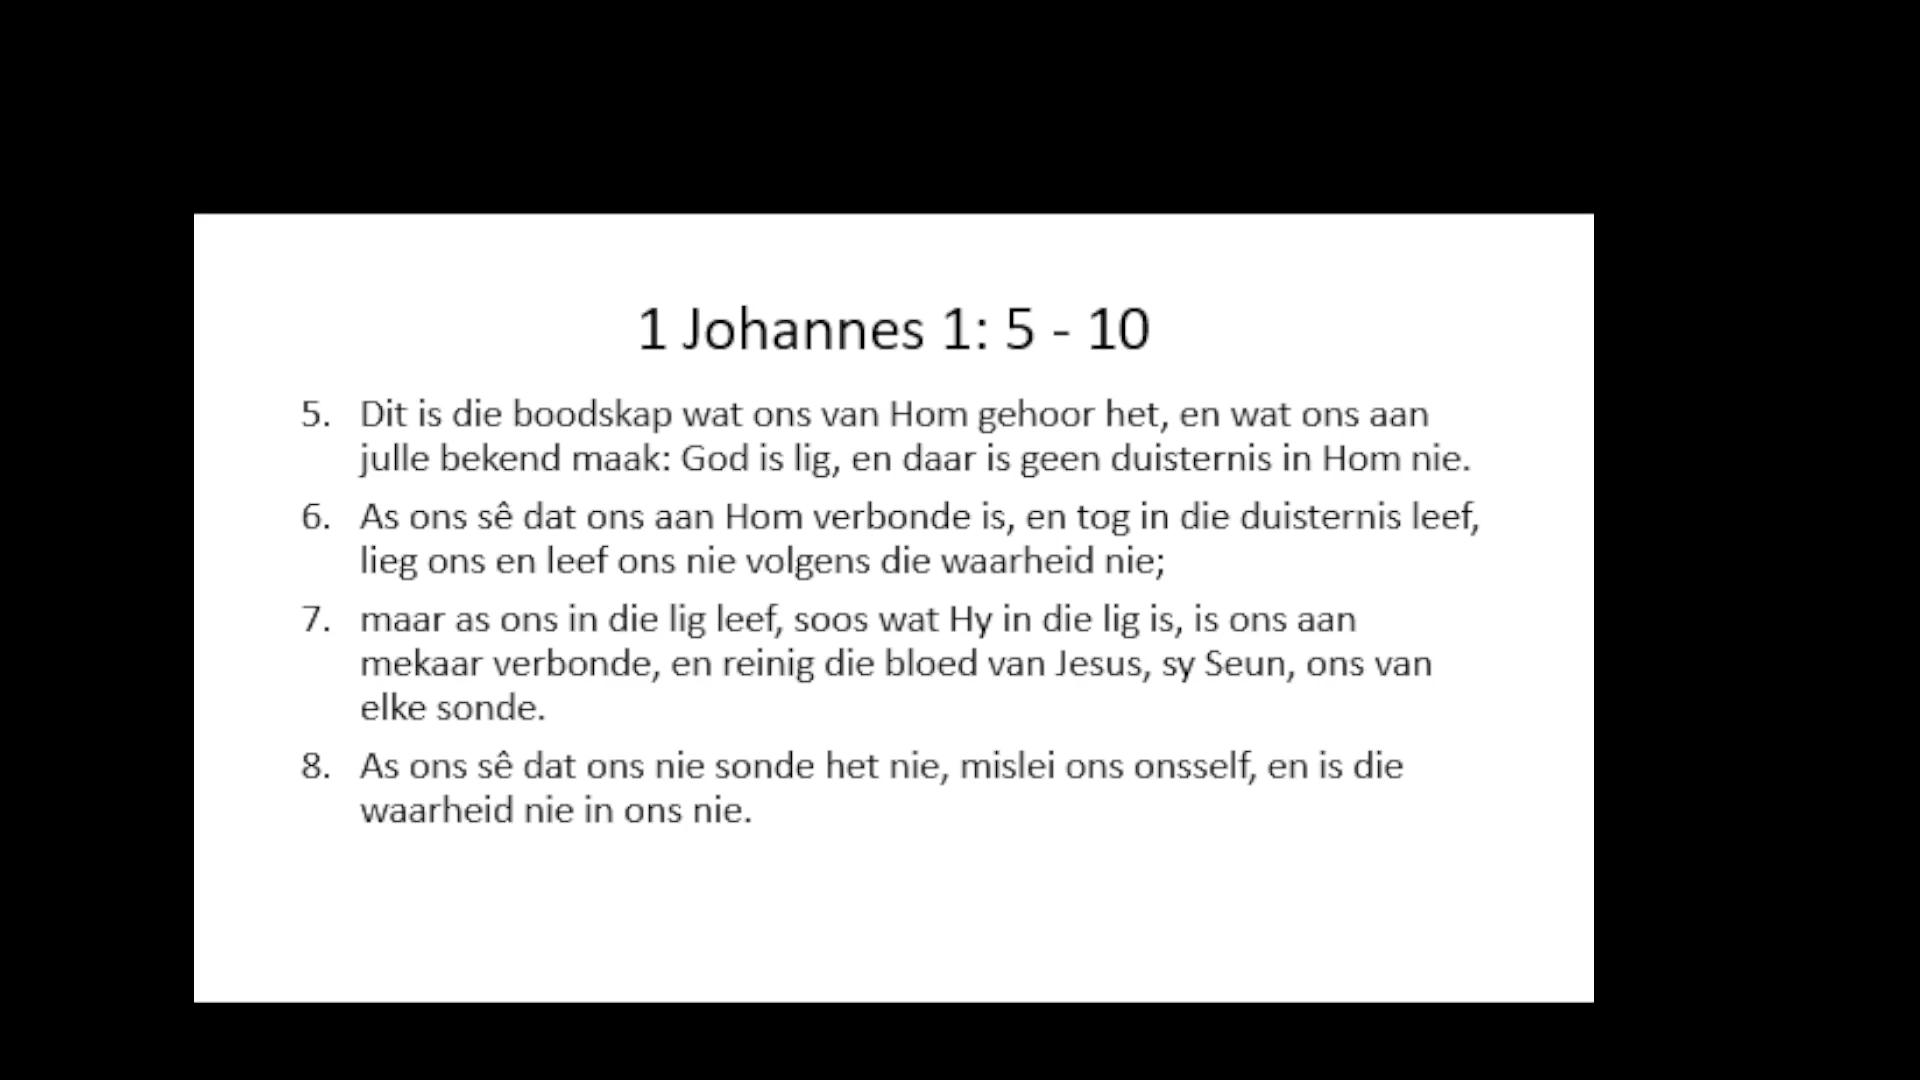 1 Johannes 1: 5 - 10
5. Dit is die boodskap wat ons van Hom gehoor het, en wat ons aan
julle bekend maak: God is lig, en daar is geen duisternis in Hom nie.
6. As ons sê dat ons aan Hom verbonde is, en tog in die duisternis leef,
lieg ons en leef ons nie volgens die waarheid nie;
7. maar as ons in die lig leef, soos wat Hy in die lig is, is ons aan
mekaar verbonde, en reinig die bloed van Jesus, sy Seun, ons van
elke sonde.
8. As ons sê dat ons nie sonde het nie, mislei ons onsself, en is die
waarheid nie in ons nie.